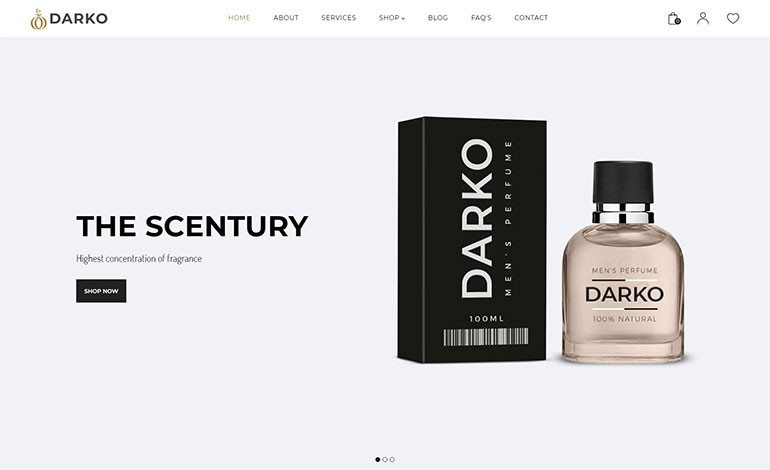 DARKO
HOME ABOUT SERVICES SHOP BLOG FAQ'S CONTACT
0
THE SCENTURY
Highest concentration of fragrance
SHOP NOW
DARKO
MEN'S PERFUME
100ML
MEN'S PERFUME
DARKO
100% NATURAL